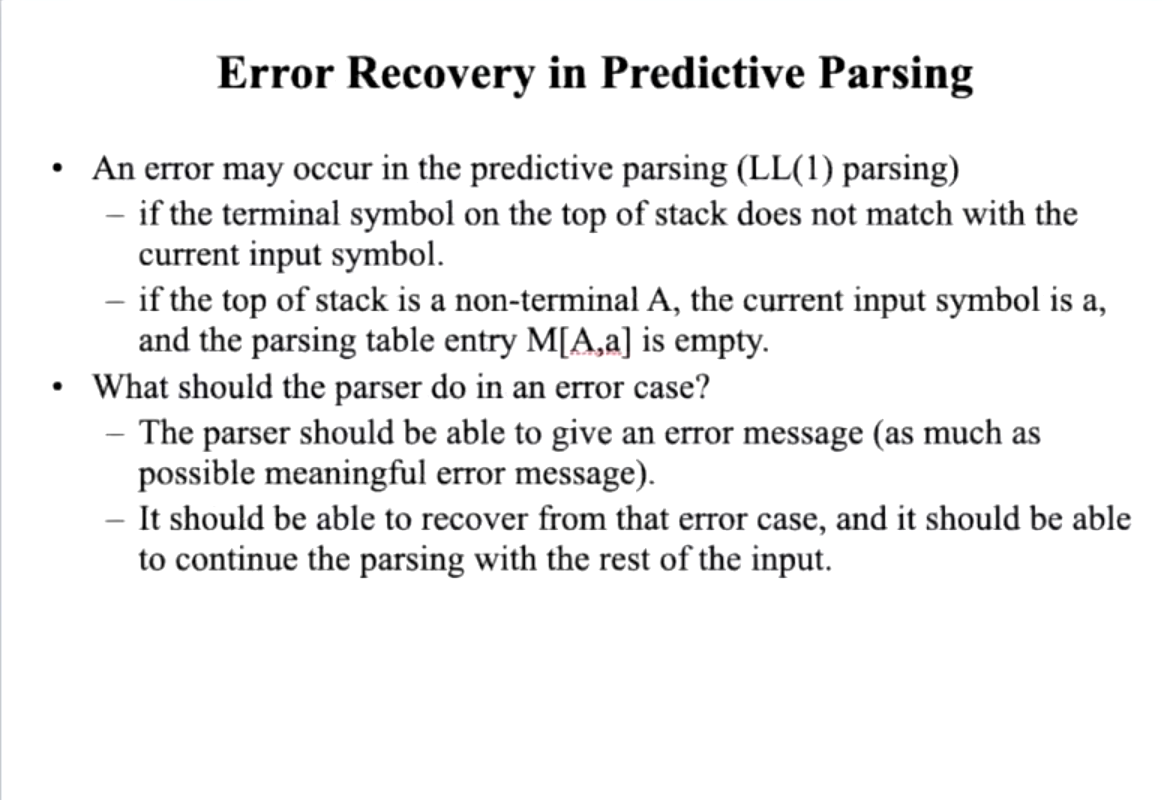 Error Recovery in Predictive Parsing
• An error may occur in the predictive parsing (LL(1) parsing)
– if the terminal symbol on the top of stack does not match with the
current input symbol.
– if the top of stack is a non-terminal A, the current input symbol is a,
and the parsing table entry M[A,a] is empty.
• What should the parser do in an error case?
– The parser should be able to give an error message (as much as
possible meaningful error message).
– It should be able to recover from that error case, and it should be able
to continue the parsing with the rest of the input.